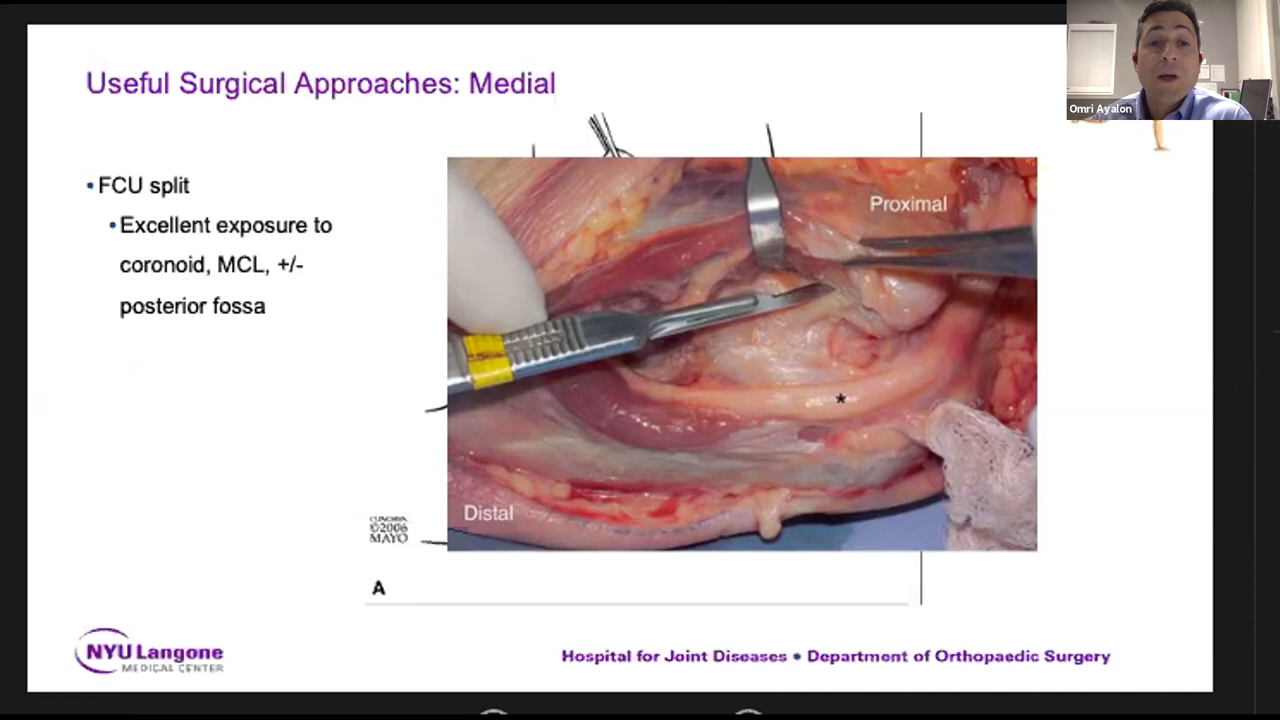 Useful Surgical Approaches: Medial
Omri Ayalon
• FCU split
• Excellent exposure to
coronoid, MCL, +/-
posterior fossa
Proximal
*
Distal
©2006
MAYO
A
NYU Langone
MEDICAL CENTER
Hospital for Joint Diseases • Department of Orthopaedic Surgery